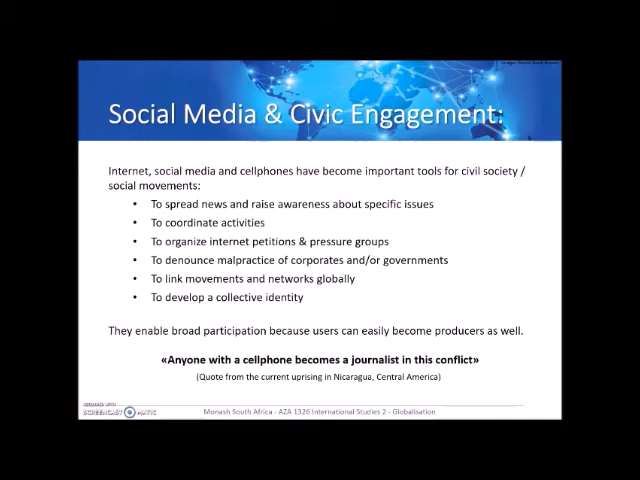 Social Media & Civic Engagement:
Internet, social media and cellphones have become important tools for civil society /
social movements:
• To spread news and raise awareness about specific issues
• To coordinate activities
• To organize internet petitions & pressure groups
• To denounce malpractice of corporates and/or governments
• To link movements and networks globally
• To develop a collective identity
They enable broad participation because users can easily become producers as well.
«Anyone with a cellphone becomes a journalist in this conflict»
(Quote from the current uprising in Nicaragua, Central America)
RECORDED WITH
SCREENCAST MATIC
Monash South Africa - AZA 1326 International Studies 2 - Globalisation